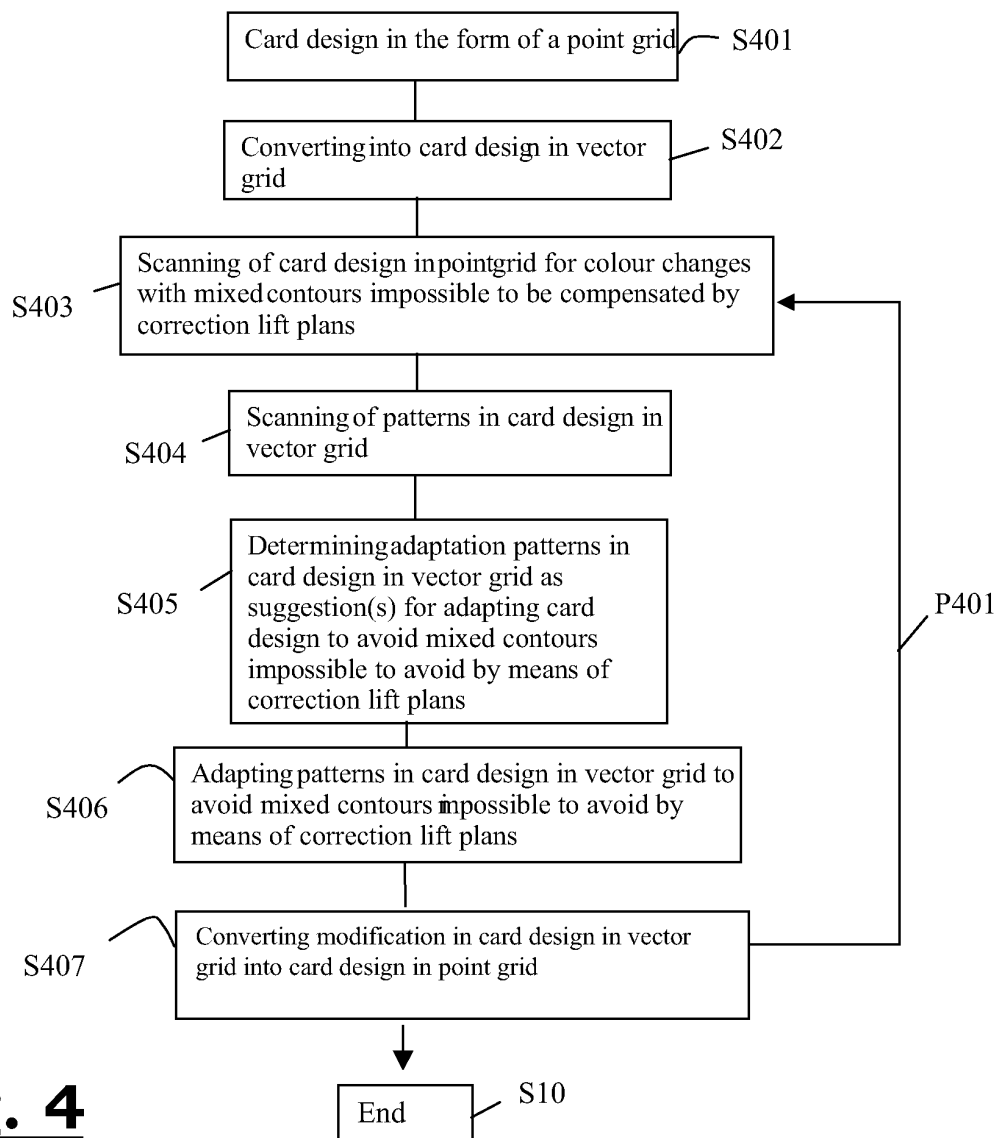 Card design in the form of a point grid
S401
Converting into card design in vector
grid
S402
Scanning of card design in point grid for colour changes
with mixed contours impossible to be compensated by
correction lift plans
S403
Scanning of patterns in card design in
vector grid
S404
Determining adaptation patterns in
card design in vector grid as
suggestion(s) for adapting card
design to avoid mixed contours
impossible to avoid by means of
correction lift plans
S405
P401
Adapting patterns in card design in vector grid to
avoid mixed contours impossible to avoid by
means of correction lift plans
S406
Converting modification in card design in vector
grid into card design in point grid
S407
End
S10
. 4